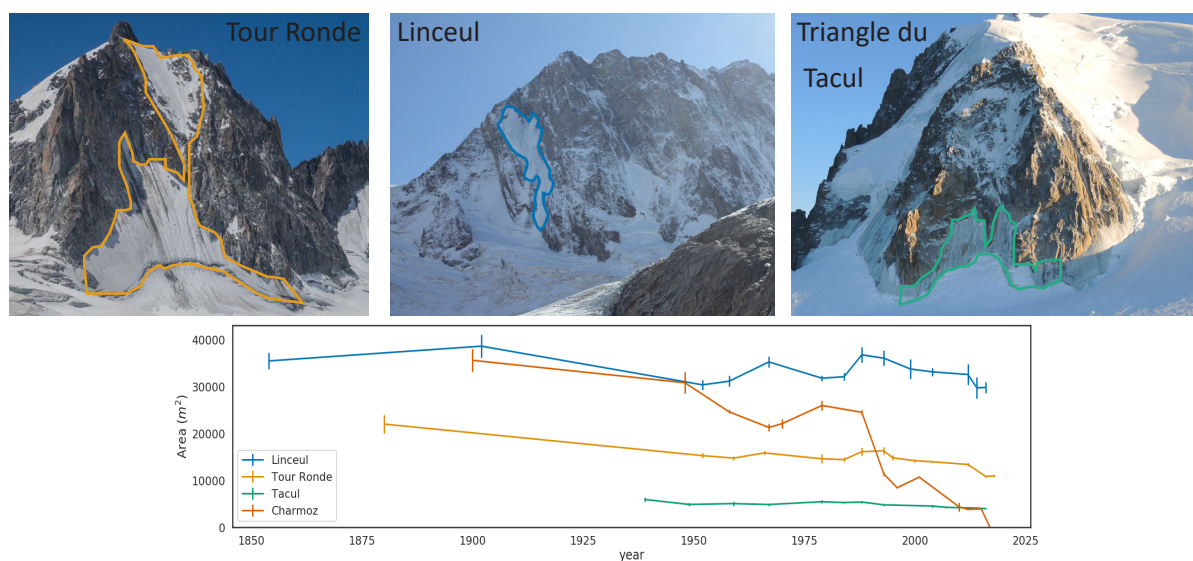 Tour Ronde
Linceul
Triangle du
Tacul
40000
30000
20000
10000
0
Area (m²)
Linceul
Tour Ronde
Tacul
Charmoz
1850
1875
1900
1925
1950
1975
2000
2025
year